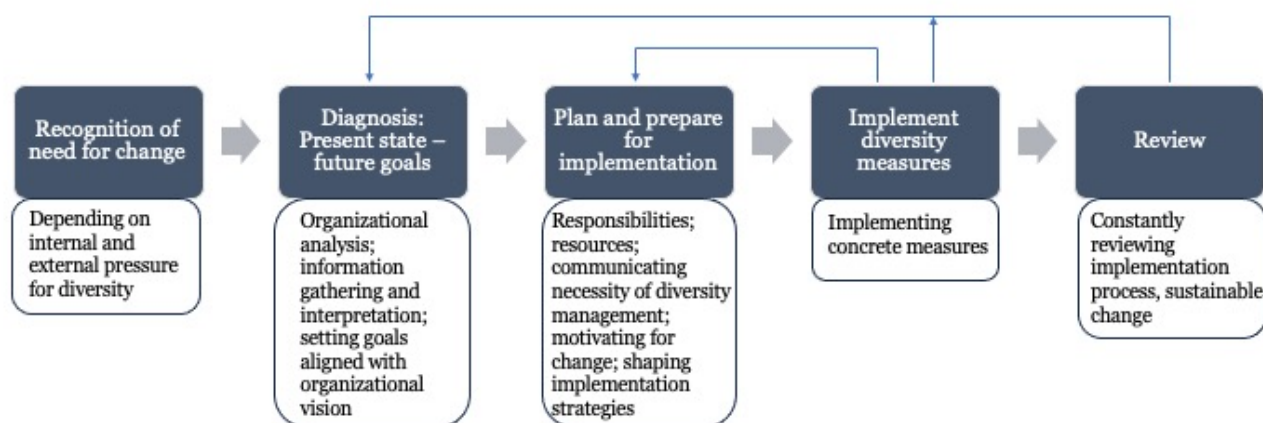 Recognition of
need for change
Depending on
internal and
external pressure
for diversity
Diagnosis:
Present state –
future goals
Organizational
analysis;
information
gathering and
interpretation;
setting goals
aligned with
organizational
vision
Plan and prepare
for
implementation
Responsibilities;
resources;
communicating
necessity of diversity
management;
motivating for
change; shaping
implementation
strategies
Implement
diversity
measures
Implementing
concrete measures
Review
Constantly
reviewing
implementation
process, sustainable
change